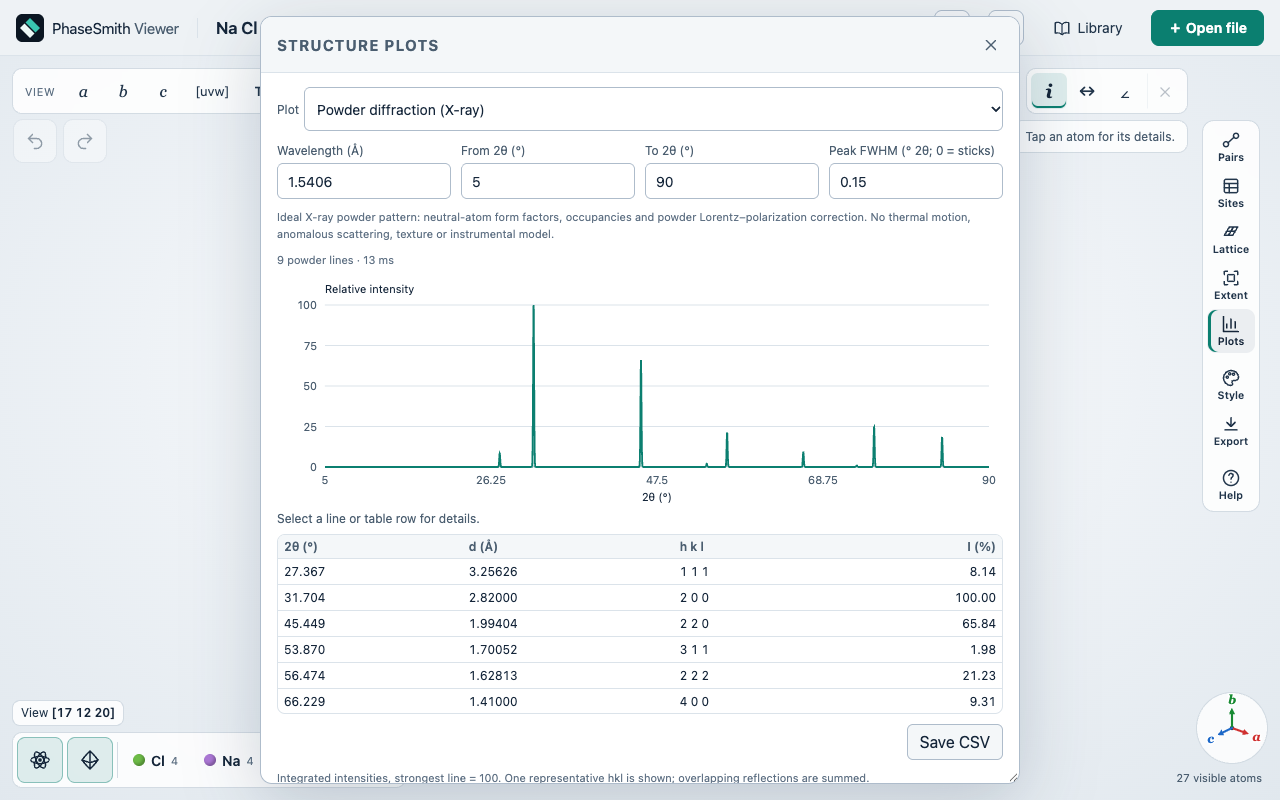 PhaseSmith Viewer
Na Cl
Library
+ Open file
STRUCTURE PLOTS
VIEW a b c [uvw]
i
Tap an atom for its details.
Plot Powder diffraction (X-ray)
Wavelength (Å) From 2θ (°) To 2θ (°) Peak FWHM (° 2θ; 0 = sticks)
1.5406 5 90 0.15
Ideal X-ray powder pattern: neutral-atom form factors, occupancies and powder Lorentz–polarization correction. No thermal motion,
anomalous scattering, texture or instrumental model.
9 powder lines · 13 ms
Relative intensity
100
75
50
25
0
5 26.25 47.5 68.75 90
2θ (°)
Select a line or table row for details.
2θ (°) d (Å) h k l I (%)
27.367 3.25626 1 1 1 8.14
31.704 2.82000 2 0 0 100.00
45.449 1.99404 2 2 0 65.84
53.870 1.70052 3 1 1 1.98
56.474 1.62813 2 2 2 21.23
66.229 1.41000 4 0 0 9.31
Save CSV
Integrated intensities, strongest line = 100. One representative hkl is shown; overlapping reflections are summed.
Pairs
Sites
Lattice
Extent
Plots
Style
Export
Help
View [17 12 20]
Cl 4 Na 4
b
c a
27 visible atoms